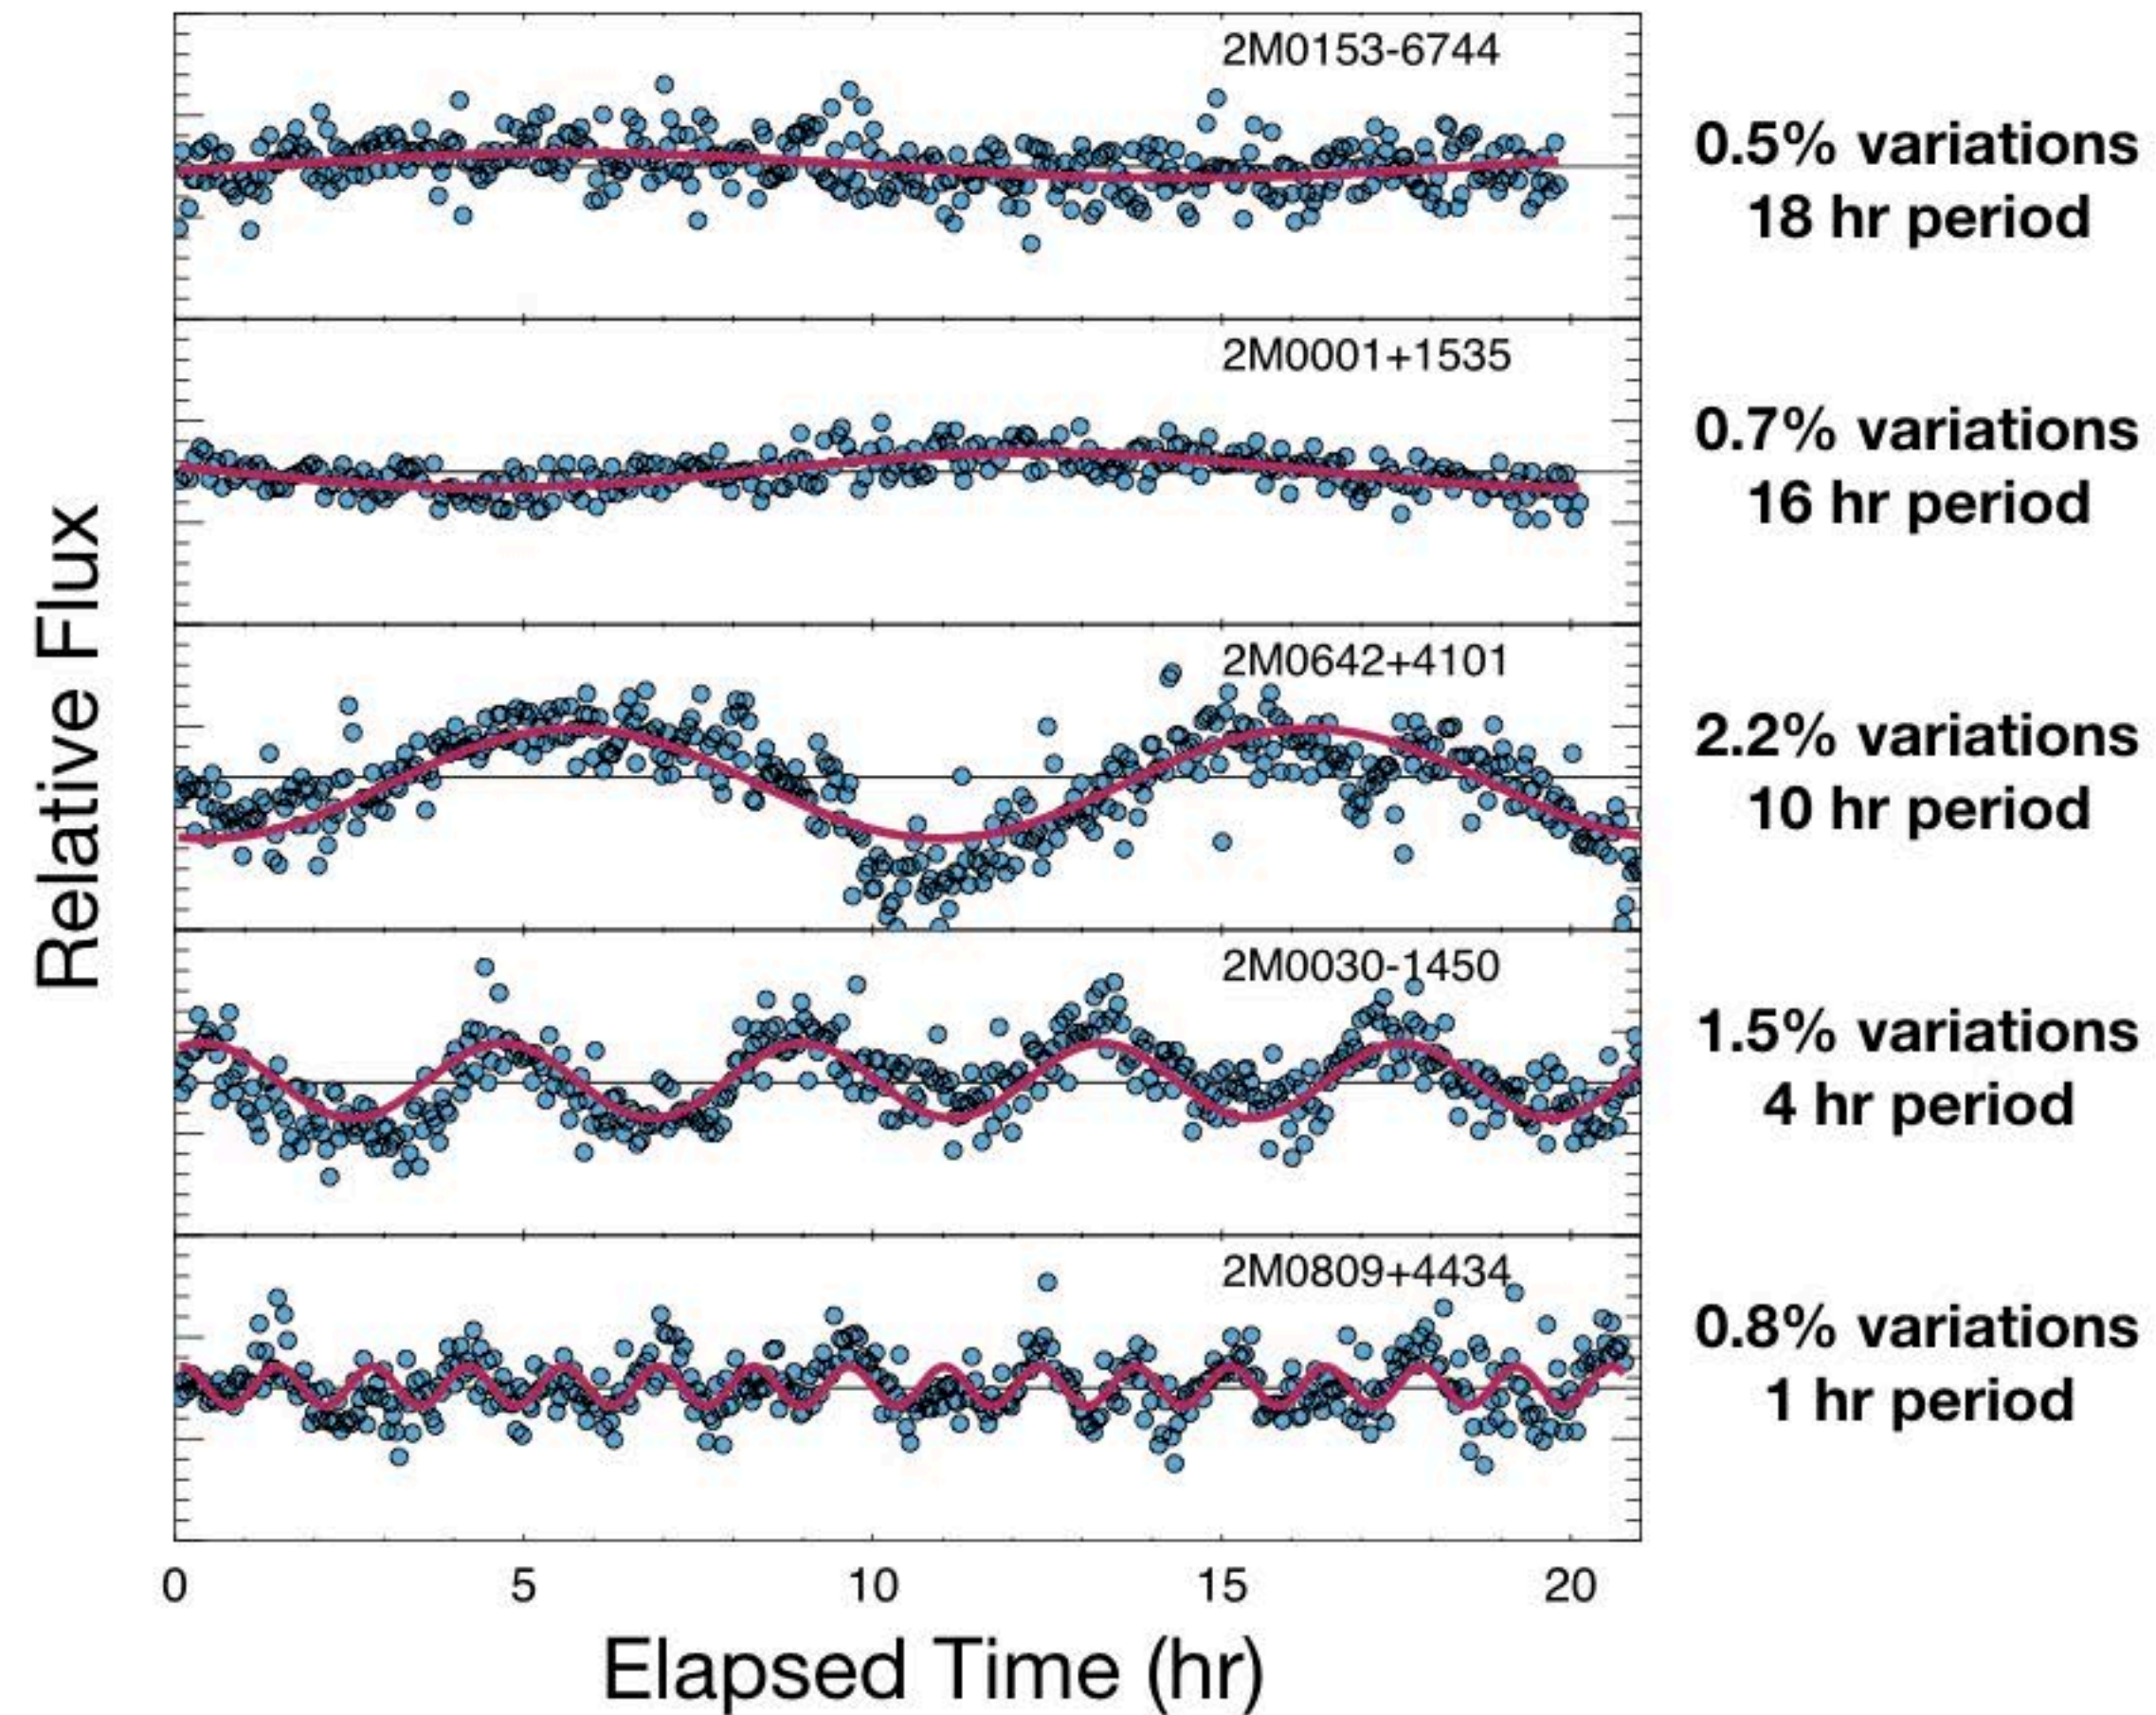 2M0153-6744
0.5% variations
18 hr period
2M0001+1535
0.7% variations
16 hr period
2M0642+4101
2.2% variations
10 hr period
2M0030-1450
1.5% variations
4 hr period
2M0809+4434
0.8% variations
1 hr period
Relative Flux
0 5 10 15 20
Elapsed Time (hr)